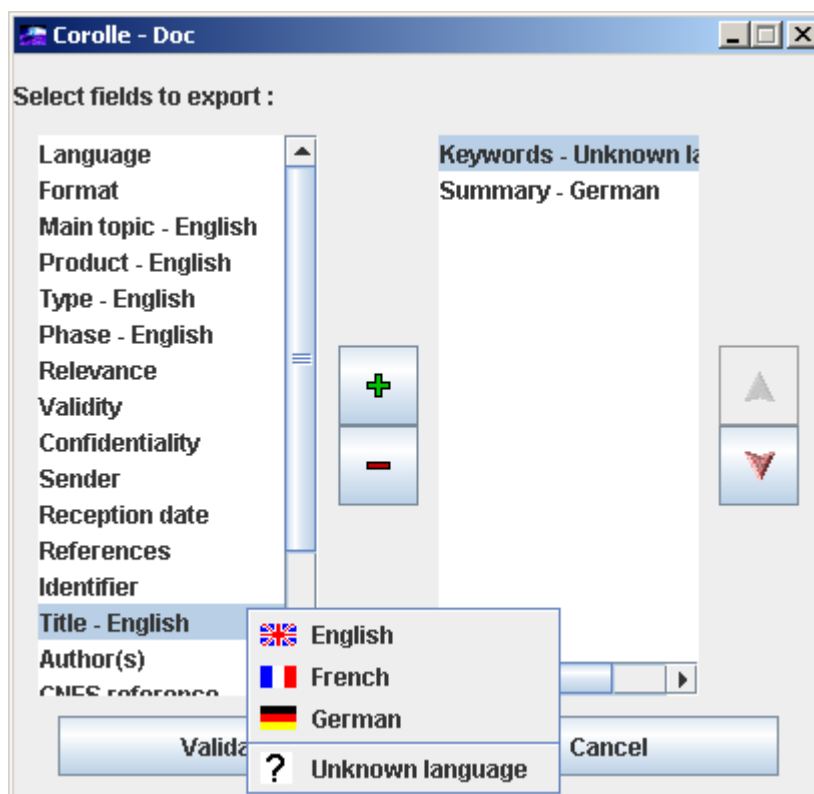 Corolle - Doc
Select fields to export :
Language
Format
Main topic - English
Product - English
Type - English
Phase - English
Relevance
Validity
Confidentiality
Sender
Reception date
References
Identifier
Title - English
Author(s)
CNES reference
Keywords - Unknown la
Summary - German
English
French
German
?
Unknown language
Valida
Cancel